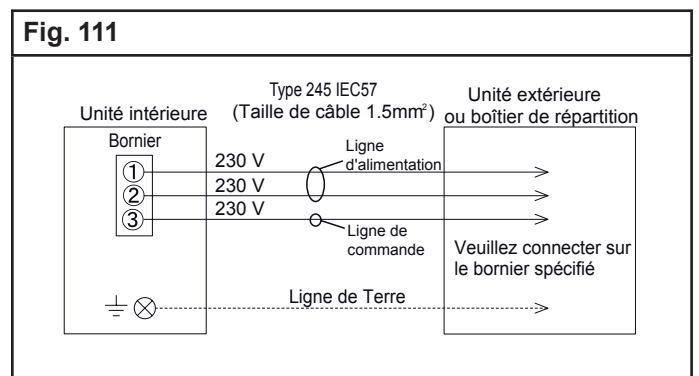 Fig. 111
Type 245 IEC57
(Taille de câble 1.5mm²)
Unité intérieure
Unité extérieure
ou boîtier de répartition
Bornier
Ligne
d'alimentation
① 230 V
② 230 V
③ 230 V
Ligne de
commande
Veuillez connecter sur
le bornier spécifié
Ligne de Terre